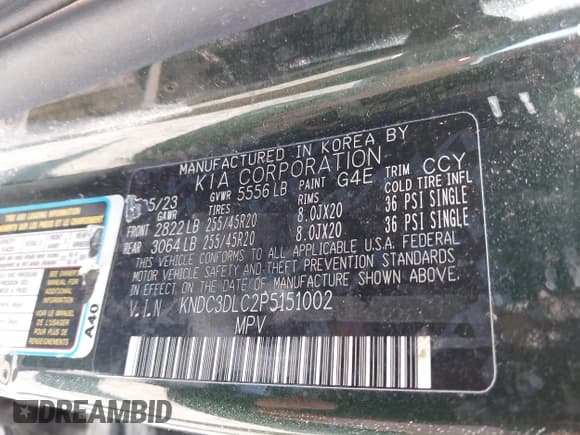 MANUFACTURED IN KOREA BY
KIA CORPORATION
05/23 GVWR 5556 LB PAINT G4E TRIM CCY
GAWR TIRES RIMS COLD TIRE INFL
FRONT 2822 LB 255/45R20 8.0JX20 36 PSI SINGLE
REAR 3064 LB 255/45R20 8.0JX20 36 PSI SINGLE
THIS VEHICLE CONFORMS TO ALL APPLICABLE U.S.A. FEDERAL
MOTOR VEHICLE SAFETY AND THEFT PREVENTION STANDARDS
IN EFFECT ON THE DATE OF MANUFACTURE SHOWN ABOVE.
V.I.N KNDC3DLC2P5151002
MPV
A40
DREAMBID